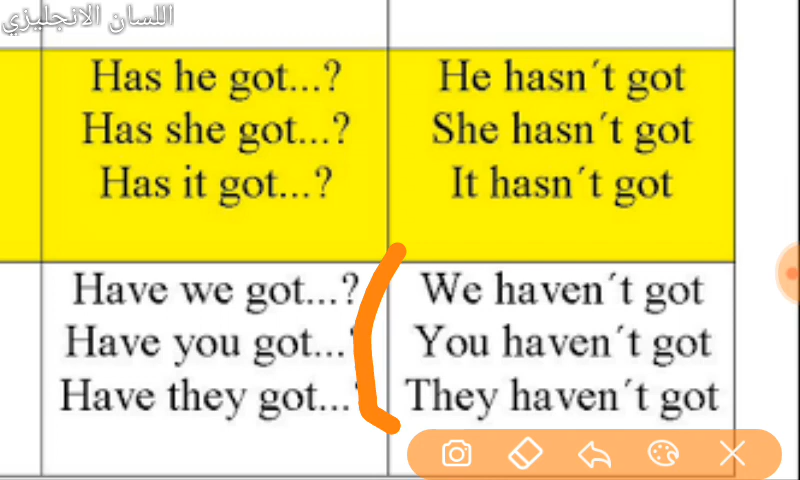 اللسان الانجليزي
Has he got...?
Has she got...?
Has it got...?
He hasn´t got
She hasn´t got
It hasn´t got
Have we got...?
Have you got...
Have they got...
We haven´t got
You haven´t got
They haven´t got